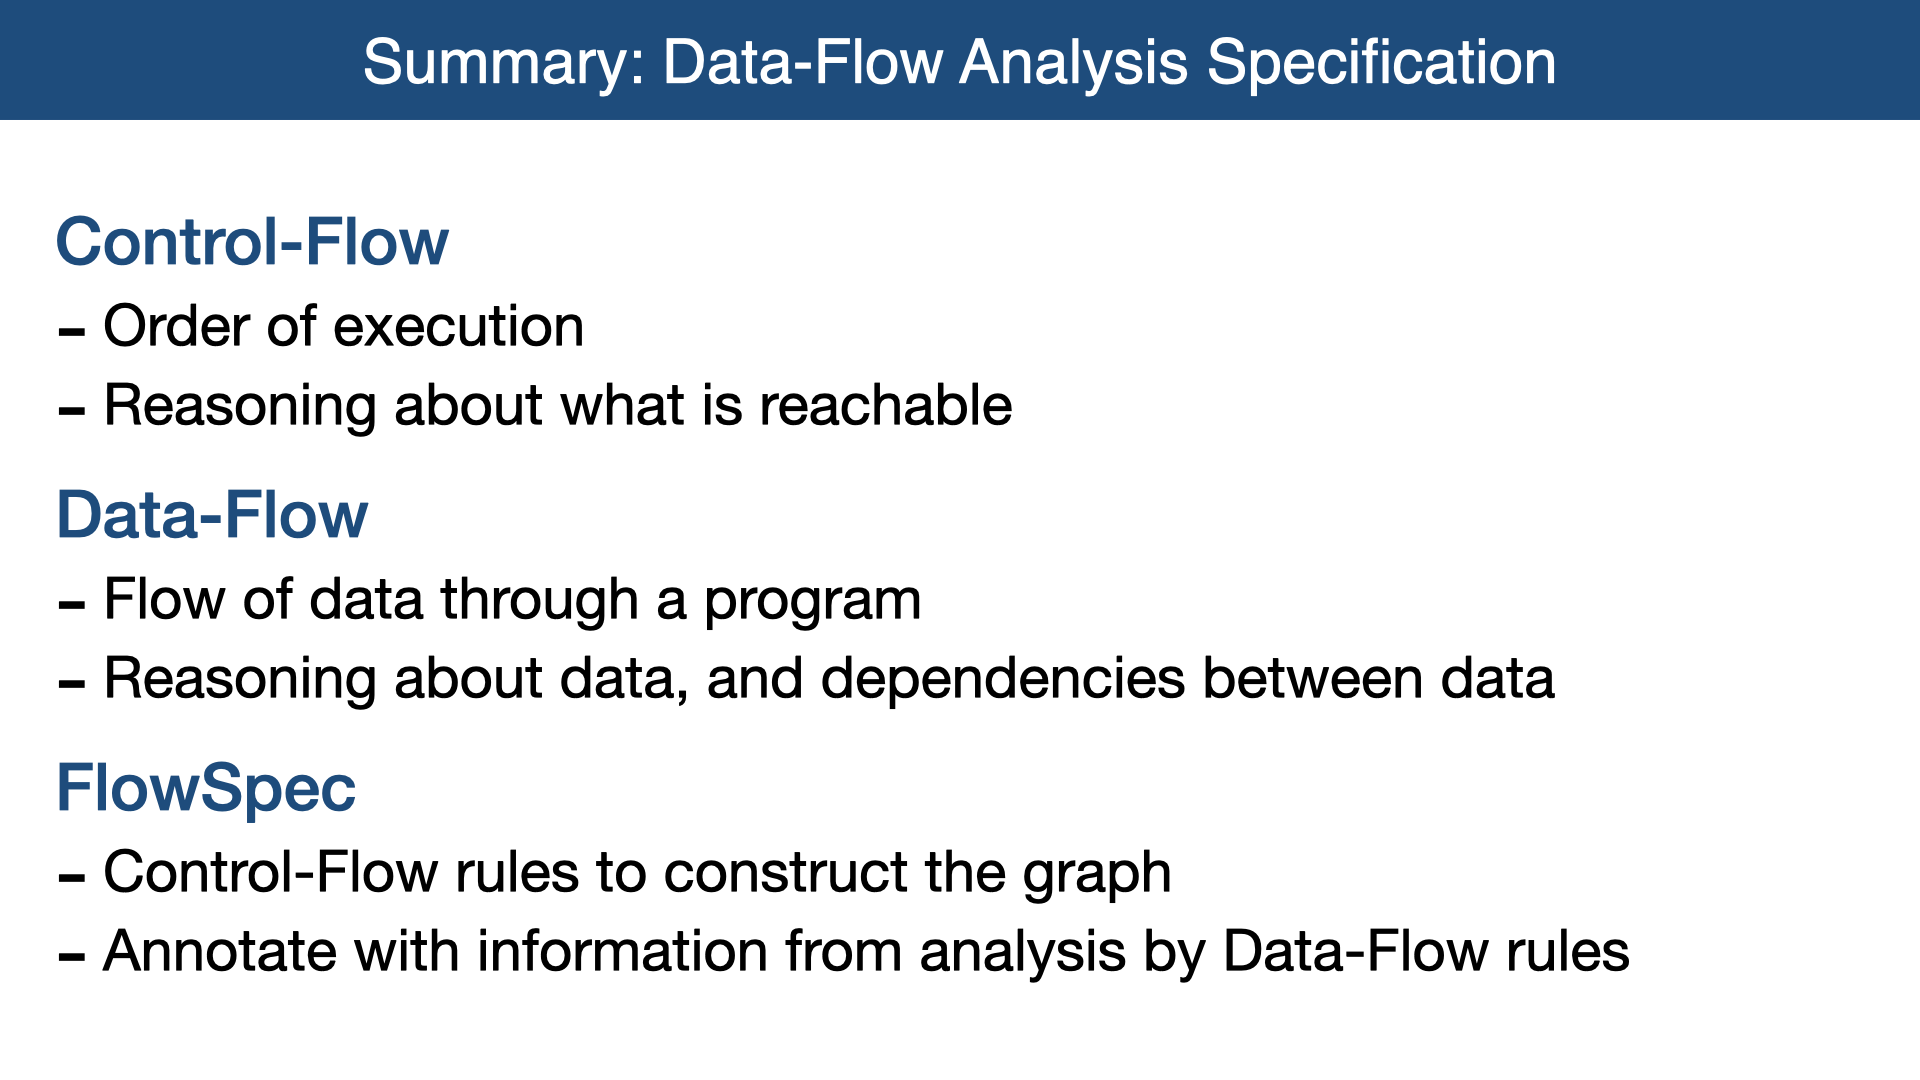 Summary: Data-Flow Analysis Specification
Control-Flow
- Order of execution
- Reasoning about what is reachable
Data-Flow
- Flow of data through a program
- Reasoning about data, and dependencies between data
FlowSpec
- Control-Flow rules to construct the graph
- Annotate with information from analysis by Data-Flow rules